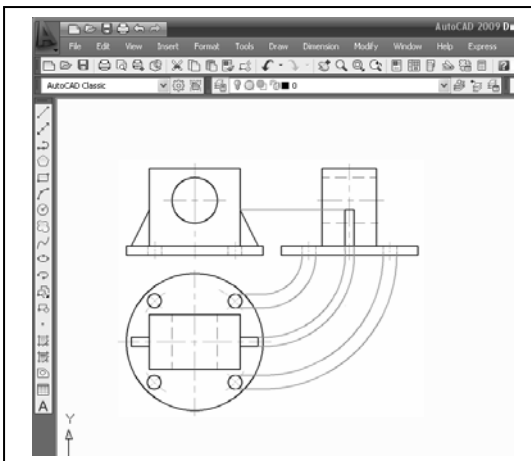 AutoCAD 2009
File Edit View Insert Format Tools Draw Dimension Modify Window Help Express
AutoCAD Classic 0
A
Y